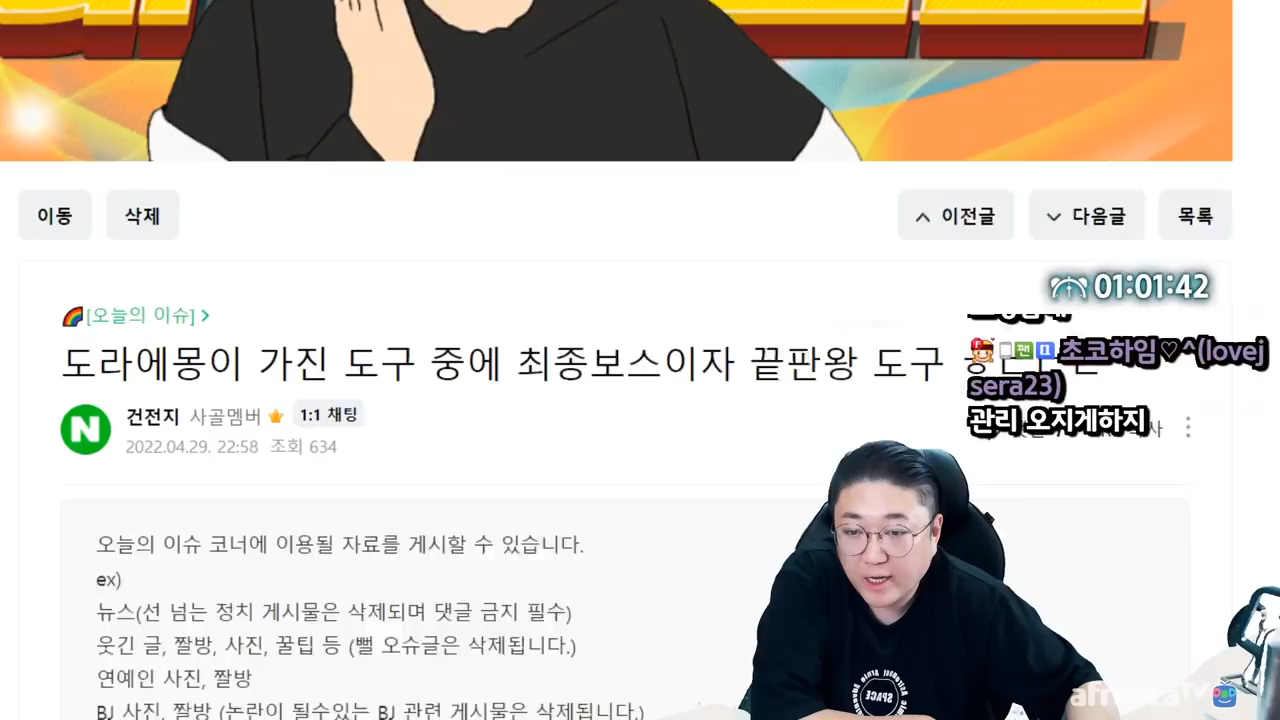 이동
삭제
이전글
다음글
목록
01:01:42
[오늘의 이슈] >
도라에몽이 가진 도구 중에 최종보스이자 끝판왕 도구
초코하임♡^(lovej
sera23)
관리 오지게하지
N
건전지 사골멤버 1:1 채팅
2022.04.29. 22:58 조회 634
오늘의 이슈 코너에 이용될 자료를 게시할 수 있습니다.
ex)
뉴스(선 넘는 정치 게시물은 삭제되며 댓글 금지 필수)
웃긴 글, 짤방, 사진, 꿀팁 등 (뻘 오슈글은 삭제됩니다.)
연예인 사진, 짤방
BJ 사진, 짤방 (논란이 될수있는 BJ 관련 게시물은 삭제됩니다.)
SPACE
afreecaTV